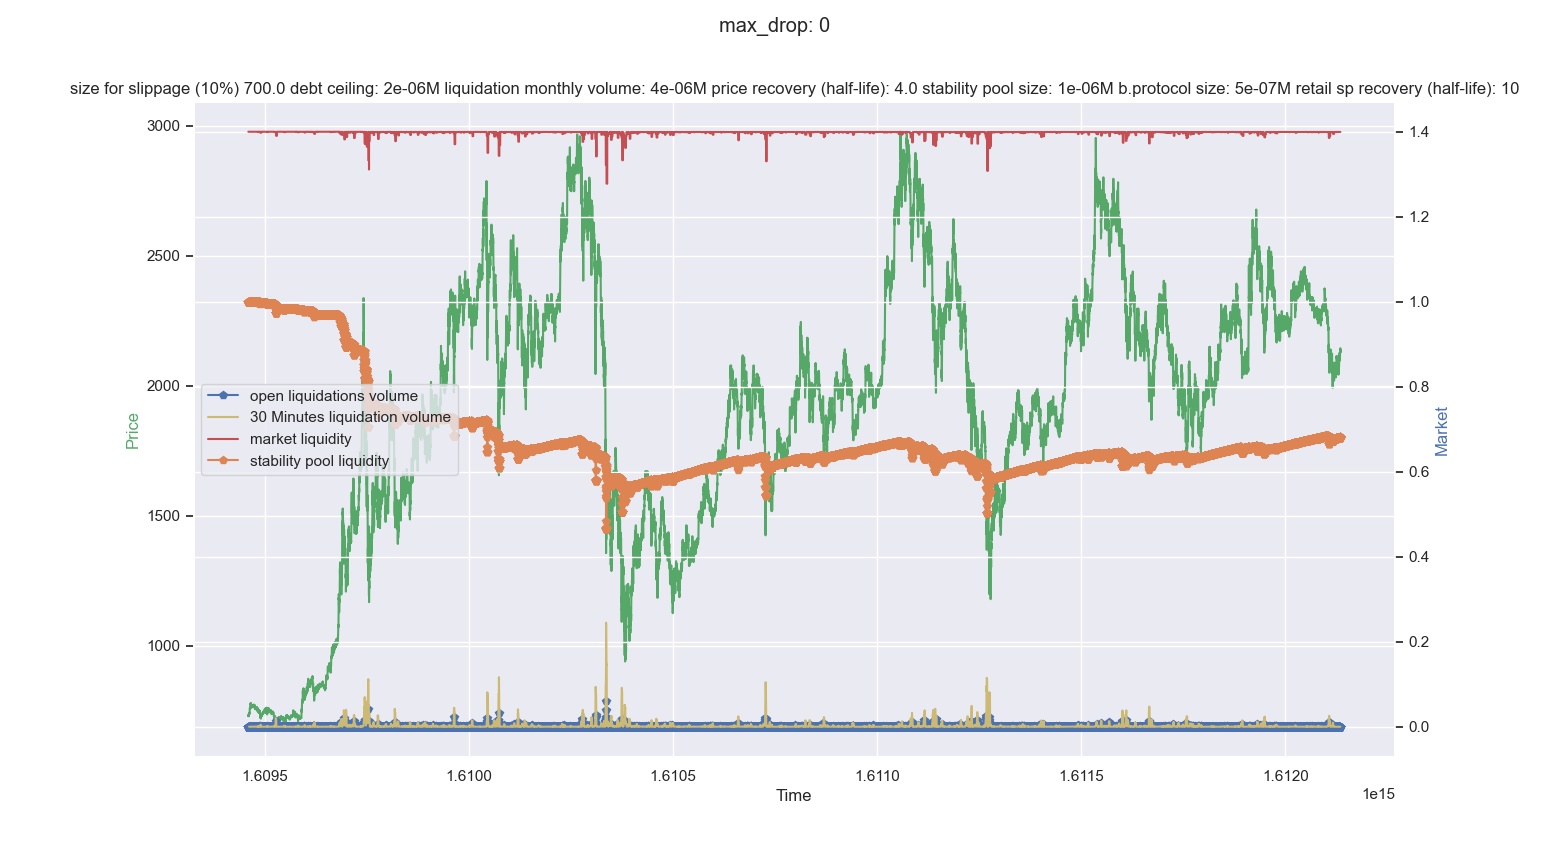 max_drop: 0
size for slippage (10%) 700.0 debt ceiling: 2e-06M liquidation monthly volume: 4e-06M price recovery (half-life): 4.0 stability pool size: 1e-06M b.protocol size: 5e-07M retail sp recovery (half-life): 10
3000
2500
2000
1500
1000
Price
open liquidations volume
30 Minutes liquidation volume
market liquidity
stability pool liquidity
1.4
1.2
1.0
0.8
0.6
0.4
0.2
0.0
Market
1.6095 1.6100 1.6105 1.6110 1.6115 1.6120
Time
1e15